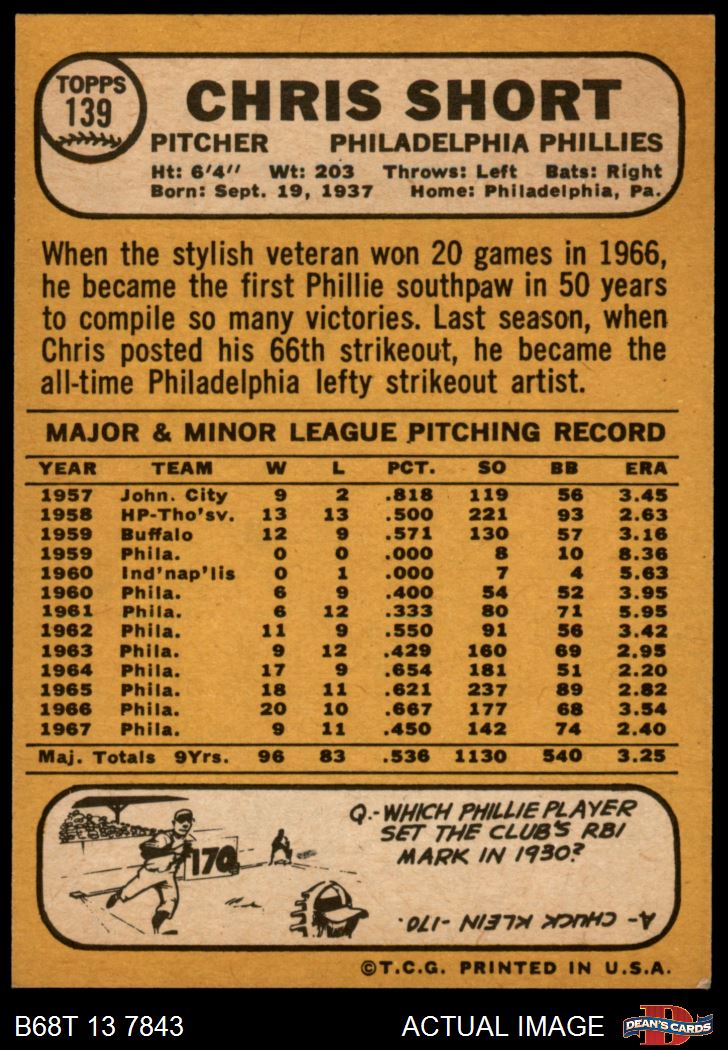 TOPPS
139
CHRIS SHORT
PITCHER PHILADELPHIA PHILLIES
Ht: 6'4" Wt: 203 Throws: Left Bats: Right
Born: Sept. 19, 1937 Home: Philadelphia, Pa.
When the stylish veteran won 20 games in 1966,
he became the first Phillie southpaw in 50 years
to compile so many victories. Last season, when
Chris posted his 66th strikeout, he became the
all-time Philadelphia lefty strikeout artist.
MAJOR & MINOR LEAGUE PITCHING RECORD
YEAR TEAM W L PCT. SO BB ERA
1957 John. City 9 2 .818 119 56 3.45
1958 HP-Tho'sv. 13 13 .500 221 93 2.63
1959 Buffalo 12 9 .571 130 57 3.16
1959 Phila. 0 0 .000 8 10 8.36
1960 Ind'nap'lis 0 1 .000 7 4 5.63
1960 Phila. 6 9 .400 54 52 3.95
1961 Phila. 6 12 .333 80 71 5.95
1962 Phila. 11 9 .550 91 56 3.42
1963 Phila. 9 12 .429 160 69 2.95
1964 Phila. 17 9 .654 181 51 2.20
1965 Phila. 18 11 .621 237 89 2.82
1966 Phila. 20 10 .667 177 68 3.54
1967 Phila. 9 11 .450 142 74 2.40
Maj. Totals 9Yrs. 96 83 .536 1130 540 3.25
170
Q.-WHICH PHILLIE PLAYER
SET THE CLUB'S RBI
MARK IN 1930?
A-CHUCK KLEIN-170.
©T.C.G. PRINTED IN U.S.A.
B68T 13 7843 ACTUAL IMAGE
D
DEAN'S CARDS